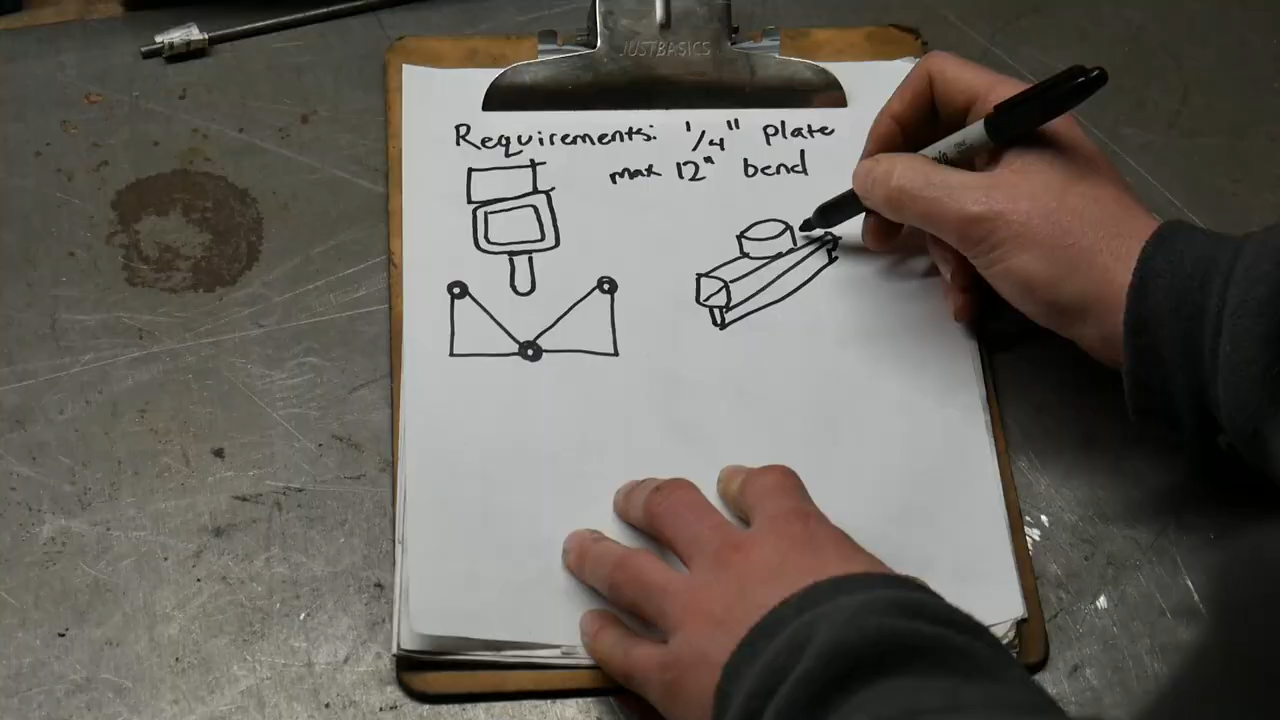 JUSTBASICS
Requirements: 1/4" plate
max 12" bend